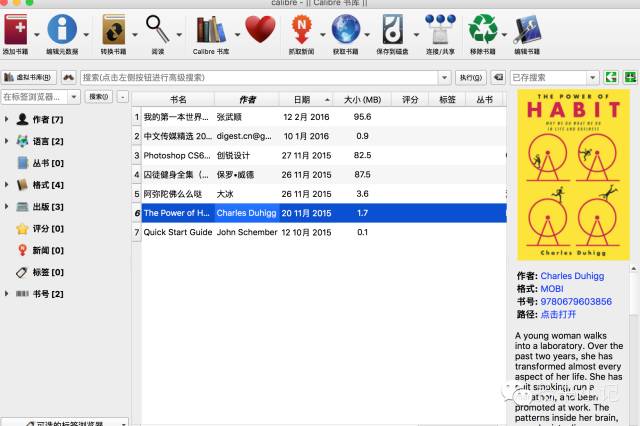 calibre - || Calibre 书库 ||
添加书籍 编辑元数据 转换书籍 阅读 Calibre 书库 抓取新闻 获取书籍 保存到磁盘 连接/共享 移除书籍 编辑书籍
虚拟书库(R) 搜索(点击左侧按钮进行高级搜索) 执行(G) 已存搜索
在标签浏览器... 搜索(I) -
书名 作者 日期 大小 (MB) 评分 标签 丛书
作者 [7]
语言 [2]
丛书 [0]
格式 [4]
出版 [3]
评分 [0]
新闻 [0]
标签 [0]
书号 [2]
可选的标签浏览器
1 我的第一本世界... 张武顺 12 2月 2016 95.6
2 中文传媒精选 20... digest.cn@g... 10 1月 2016 0.9
3 Photoshop CS6... 创锐设计 27 11月 2015 82.5
4 囚徒健身全集（... 保罗•威德 26 11月 2015 87.5
5 阿弥陀佛么么哒 大冰 26 11月 2015 3.6
6 The Power of H... Charles Duhigg 20 11月 2015 1.7
7 Quick Start Guide John Schember 12 10月 2015 0.1
THE POWER OF
HABIT
WHY WE DO WHAT WE DO
IN LIFE AND BUSINESS
Charles Duhigg
作者: Charles Duhigg
格式: MOBI
书号: 9780679603856
路径: 点击打开
A young woman walks
into a laboratory. Over the
past two years, she has
transformed almost every
aspect of her life. She has
quit smoking, run a
marathon, and been
promoted at work. The
patterns inside her brain,